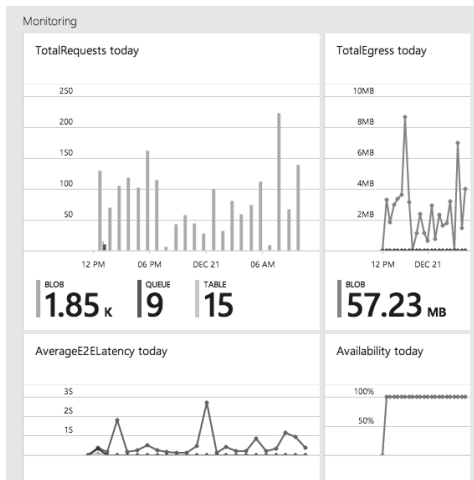 Monitoring
TotalRequests today
250
200
150
100
50
12 PM 06 PM DEC 21 06 AM
BLOB QUEUE TABLE
1.85 K 9 15
TotalEgress today
10MB
8MB
6MB
4MB
2MB
12 PM DEC 21
BLOB
57.23 MB
AverageE2ELatency today
3S
2S
1S
Availability today
100%
50%